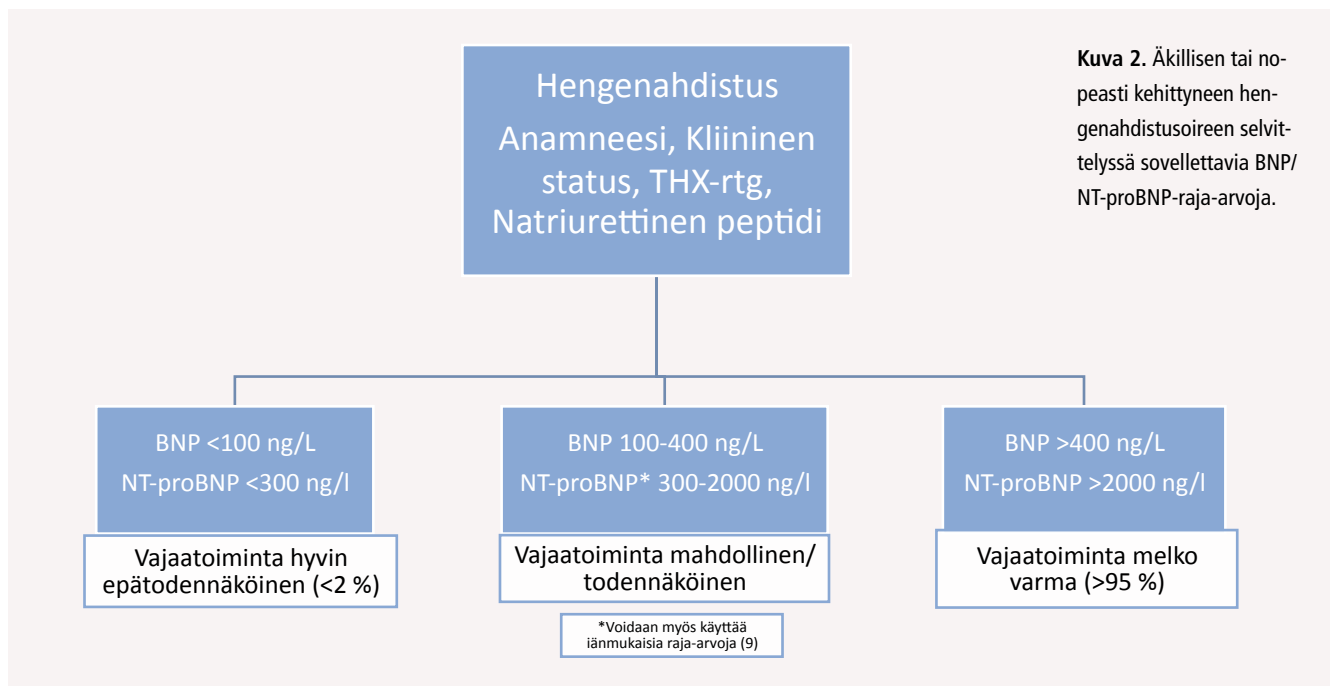 Hengenahdistus
Anamneesi, Kliininen
status, THX-rtg,
Natriurettinen peptidi
Kuva 2. Äkillisen tai no-
peasti kehittyneen hen-
genahdistusoireen selvit-
telyssä sovellettavia BNP/
NT-proBNP-raja-arvoja.
BNP <100 ng/L
NT-proBNP <300 ng/l
Vajaatoiminta hyvin
epätodennäköinen (<2 %)
BNP 100-400 ng/L
NT-proBNP* 300-2000 ng/l
Vajaatoiminta mahdollinen/
todennäköinen
*Voidaan myös käyttää
iänmukaisia raja-arvoja (9)
BNP >400 ng/L
NT-proBNP >2000 ng/l
Vajaatoiminta melko
varma (>95 %)